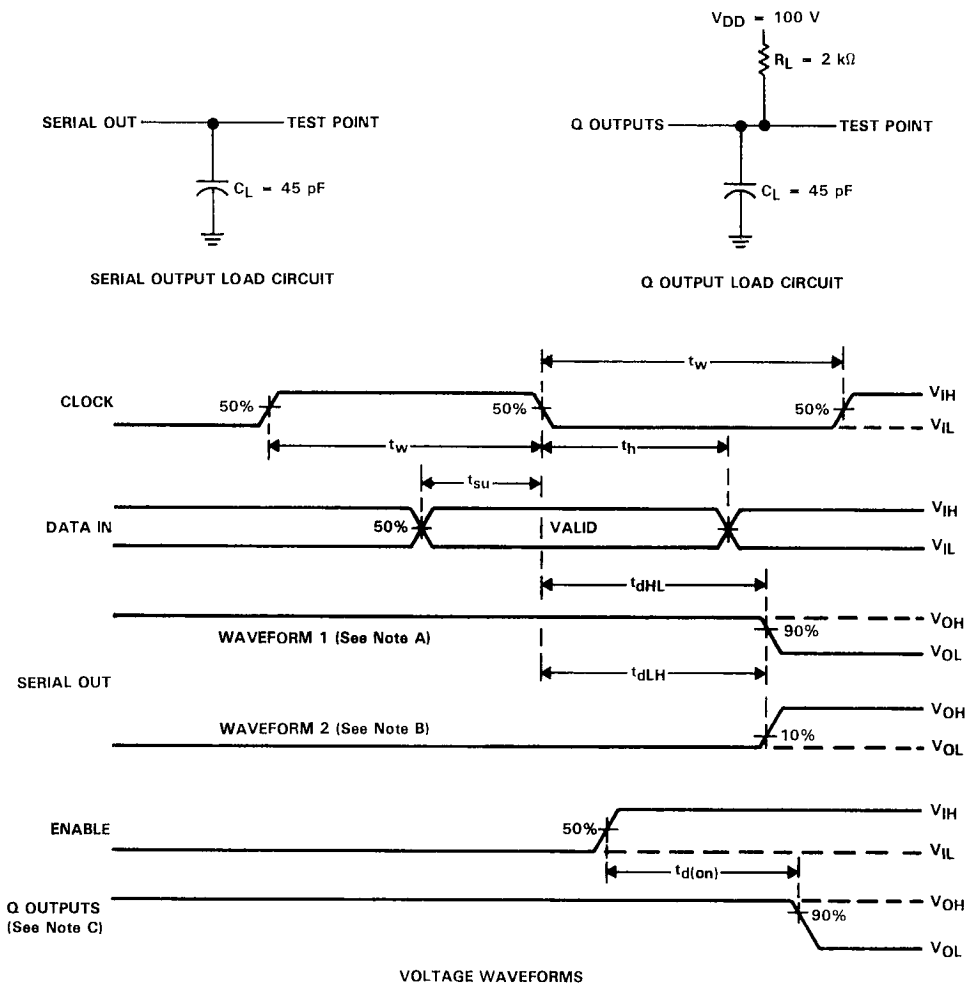 VDD = 100 V
RL = 2 kΩ
SERIAL OUT TEST POINT
Q OUTPUTS TEST POINT
CL = 45 pF
CL = 45 pF
SERIAL OUTPUT LOAD CIRCUIT
Q OUTPUT LOAD CIRCUIT
tw
CLOCK 50% 50% 50% VIH
VIL
tw th
tsu
DATA IN 50% VALID VIH
VIL
tdHL
WAVEFORM 1 (See Note A) 90% VOH
VOL
tdLH
SERIAL OUT
WAVEFORM 2 (See Note B) 10% VOH
VOL
ENABLE 50% VIH
VIL
td(on)
Q OUTPUTS
(See Note C) 90% VOH
VOL
VOLTAGE WAVEFORMS